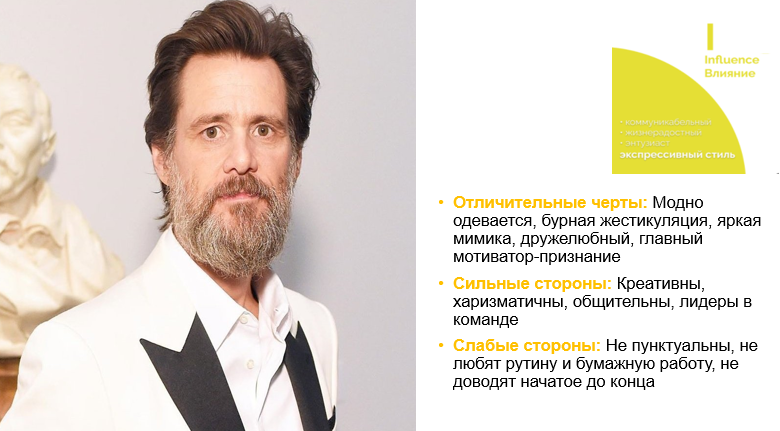 I
Influence
Влияние
• коммуникабельный
• жизнерадостный
• энтузиаст
экспрессивный стиль
• Отличительные черты: Модно
одевается, бурная жестикуляция, яркая
мимика, дружелюбный, главный
мотиватор-признание
• Сильные стороны: Креативны,
харизматичны, общительны, лидеры в
команде
• Слабые стороны: Не пунктуальны, не
любят рутину и бумажную работу, не
доводят начатое до конца